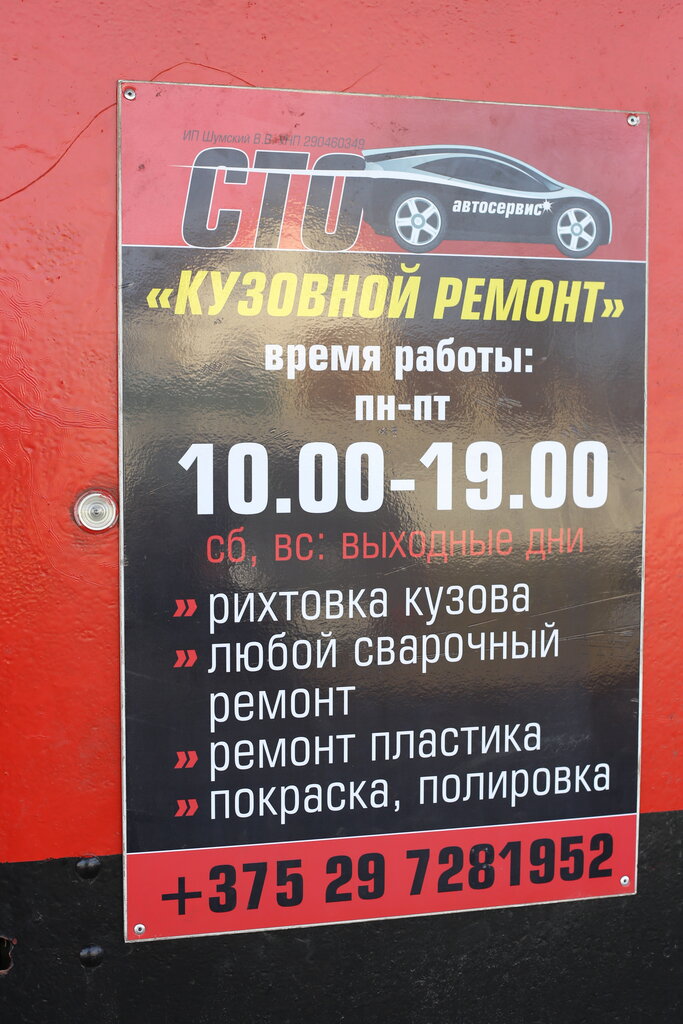 ИП Шумский В.В. УНП 290460349
СТО
автосервис
«КУЗОВНОЙ РЕМОНТ»
время работы:
пн-пт
10.00-19.00
сб, вс: выходные дни
» рихтовка кузова
» любой сварочный
ремонт
» ремонт пластика
» покраска, полировка
+375 29 7281952